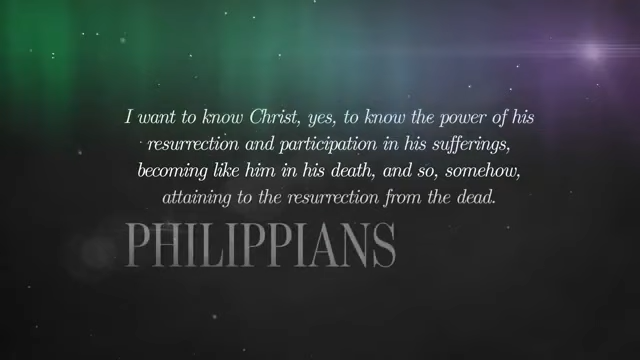 I want to know Christ, yes, to know the power of his
resurrection and participation in his sufferings,
becoming like him in his death, and so, somehow,
attaining to the resurrection from the dead.
PHILIPPIANS